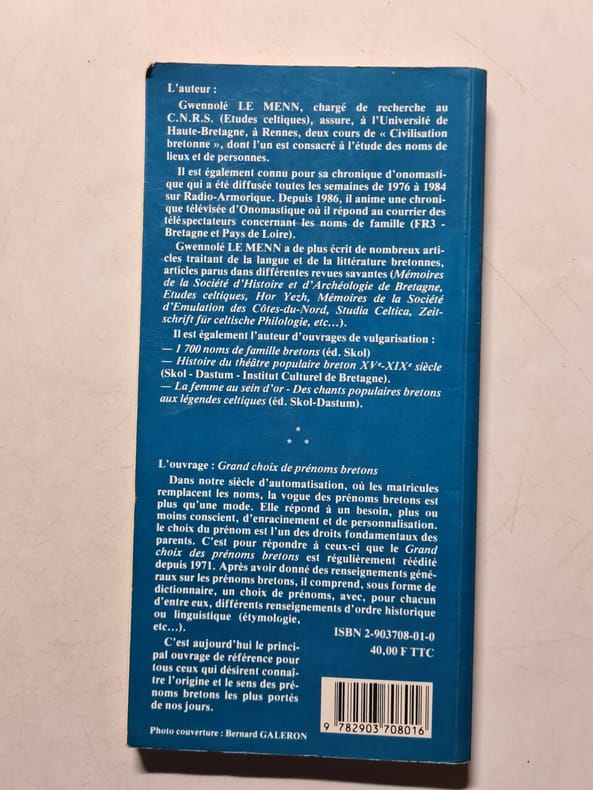 L'auteur :
Gwennolé LE MENN, chargé de recherche au
C.N.R.S. (Etudes celtiques), assure, à l'Université de
Haute-Bretagne, à Rennes, deux cours de « Civilisation
bretonne », dont l'un est consacré à l'étude des noms de
lieux et de personnes.
Il est également connu pour sa chronique d'onomasti-
que qui a été diffusée toutes les semaines de 1976 à 1984
sur Radio-Armorique. Depuis 1986, il anime une chroni-
que télévisée d'Onomastique où il répond au courrier des
téléspectateurs concernant les noms de famille (FR3 -
Bretagne et Pays de Loire).
Gwennolé LE MENN a de plus écrit de nombreux arti-
cles traitant de la langue et de la littérature bretonnes,
articles parus dans différentes revues savantes (Mémoires
de la Société d'Histoire et d'Archéologie de Bretagne,
Etudes celtiques, Hor Yezh, Mémoires de la Société
d'Emulation des Côtes-du-Nord, Studia Celtica, Zeit-
schrift für celtische Philologie, etc...).
Il est également l'auteur d'ouvrages de vulgarisation :
— 1 700 noms de famille bretons (éd. Skol)
— Histoire du théâtre populaire breton XVe-XIXe siècle
(Skol - Dastum - Institut Culturel de Bretagne).
— La femme au sein d'or - Des chants populaires bretons
aux légendes celtiques (éd. Skol-Dastum).
*
* *
L'ouvrage : Grand choix de prénoms bretons
Dans notre siècle d'automatisation, où les matricules
remplacent les noms, la vogue des prénoms bretons est
plus qu'une mode. Elle répond à un besoin, plus ou
moins conscient, d'enracinement et de personnalisation.
le choix du prénom est l'un des droits fondamentaux des
parents. C'est pour répondre à ceux-ci que le Grand
choix des prénoms bretons est régulièrement réédité
depuis 1971. Après avoir donné des renseignements géné-
raux sur les prénoms bretons, il comprend, sous forme de
dictionnaire, un choix de prénoms, avec, pour chacun
d'entre eux, différents renseignements d'ordre historique
ou linguistique (étymologie,
etc...).
C'est aujourd'hui le princi-
pal ouvrage de référence pour
tous ceux qui désirent connaî-
tre l'origine et le sens des pré-
noms bretons les plus portés
de nos jours.
ISBN 2-903708-01-0
40,00 F TTC
9 782903 708016
Photo couverture : Bernard GALERON